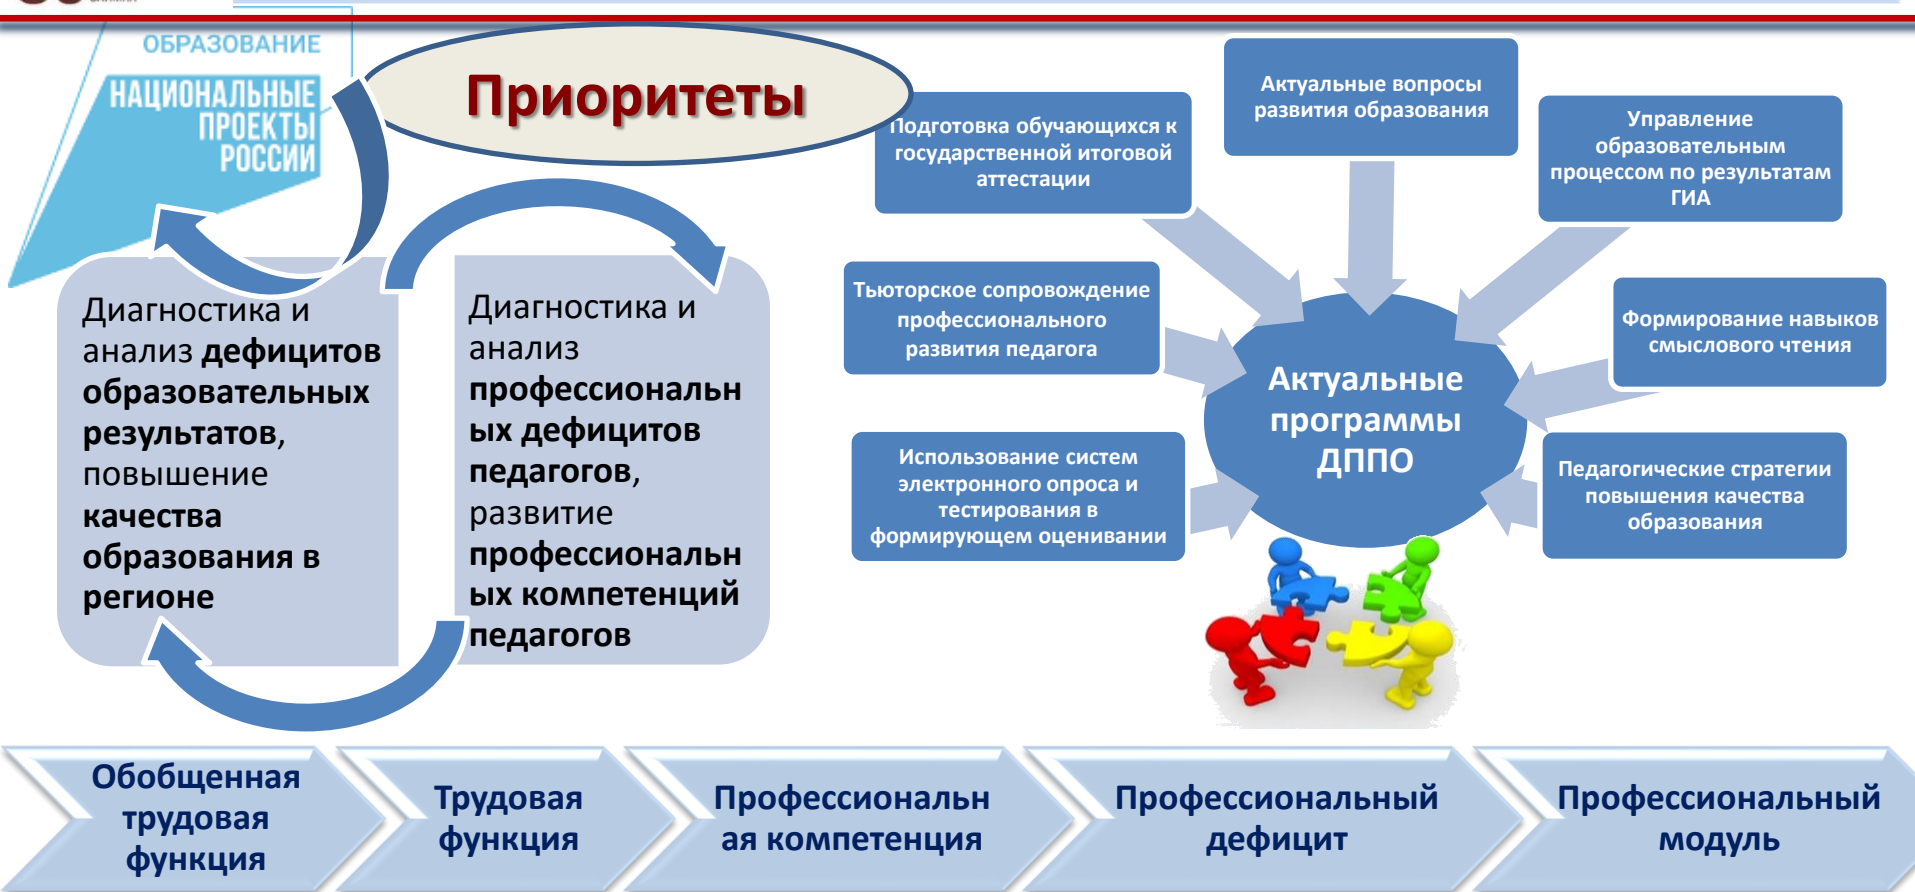 ОБРАЗОВАНИЕ
НАЦИОНАЛЬНЫЕ
ПРОЕКТЫ
РОССИИ
Приоритеты
Диагностика и
анализ дефицитов
образовательных
результатов,
повышение
качества
образования в
регионе
Диагностика и
анализ
профессиональн
ых дефицитов
педагогов,
развитие
профессиональн
ых компетенций
педагогов
Подготовка обучающихся к
государственной итоговой
аттестации
Актуальные вопросы
развития образования
Управление
образовательным
процессом по результатам
ГИА
Тьюторское сопровождение
профессионального
развития педагога
Формирование навыков
смыслового чтения
Использование систем
электронного опроса и
тестирования в
формирующем оценивании
Педагогические стратегии
повышения качества
образования
Актуальные
программы
ДППО
Обобщенная
трудовая
функция
Трудовая
функция
Профессиональн
ая компетенция
Профессиональный
дефицит
Профессиональный
модуль